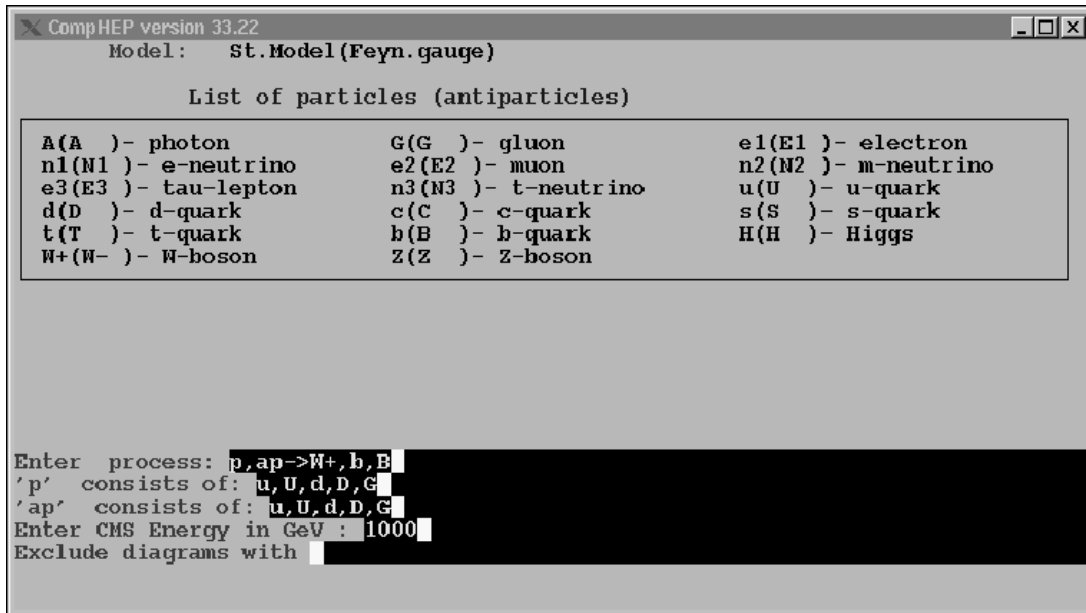 CompHEP version 33.22
Model: St.Model(Feyn.gauge)
List of particles (antiparticles)
A(A )- photon G(G )- gluon e1(E1 )- electron
n1(N1 )- e-neutrino e2(E2 )- muon n2(N2 )- m-neutrino
e3(E3 )- tau-lepton n3(N3 )- t-neutrino u(U )- u-quark
d(D )- d-quark c(C )- c-quark s(S )- s-quark
t(T )- t-quark b(B )- b-quark H(H )- Higgs
W+(W- )- W-boson Z(Z )- Z-boson
Enter process: p,ap->W+,b,B
'p' consists of: u,U,d,D,G
'ap' consists of: u,U,d,D,G
Enter CMS Energy in GeV : 1000
Exclude diagrams with